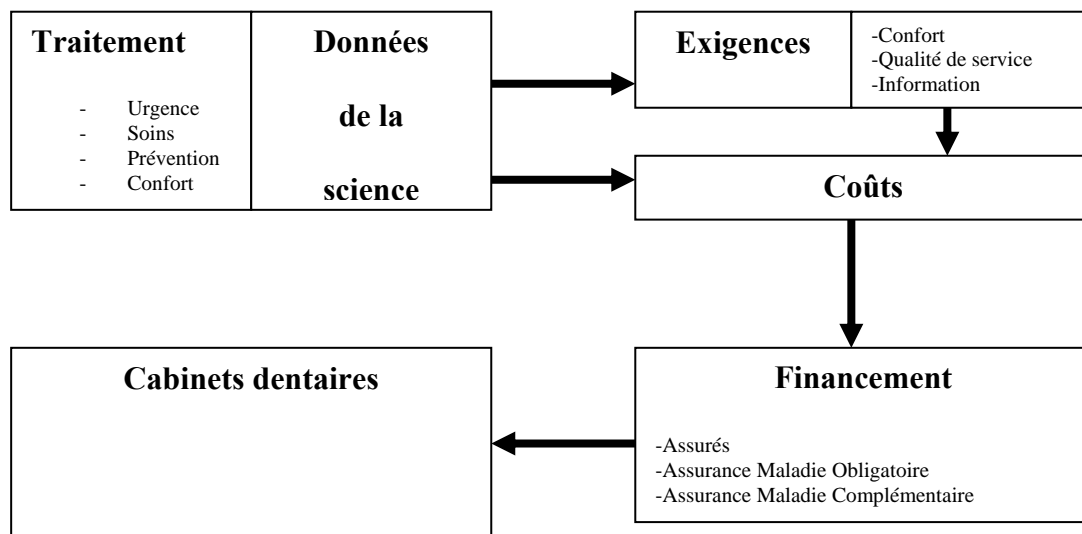 Traitement
- Urgence
- Soins
- Prévention
- Confort
Données
de la
science
Exigences
-Confort
-Qualité de service
-Information
Coûts
Cabinets dentaires
Financement
-Assurés
-Assurance Maladie Obligatoire
-Assurance Maladie Complémentaire